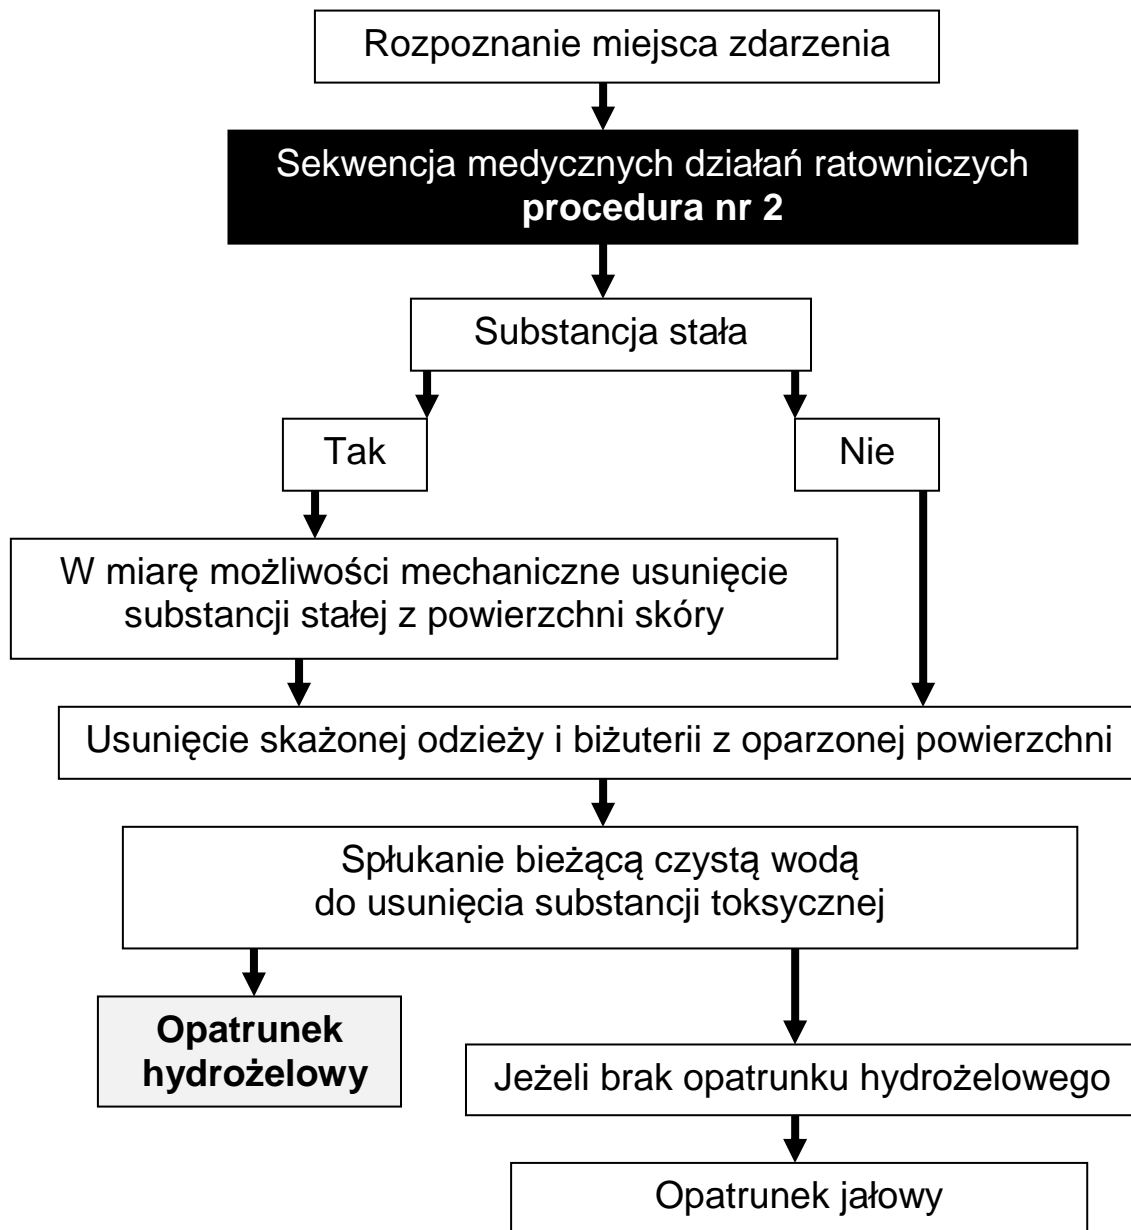 Rozpoznanie miejsca zdarzenia
Sekwencja medycznych działań ratowniczych
procedura nr 2
Substancja stała
Tak
Nie
W miarę możliwości mechaniczne usunięcie
substancji stałej z powierzchni skóry
Usunięcie skażonej odzieży i biżuterii z oparzonej powierzchni
Spłukanie bieżącą czystą wodą
do usunięcia substancji toksycznej
Opatrunek
hydrożelowy
Jeżeli brak opatrunku hydrożelowego
Opatrunek jałowy